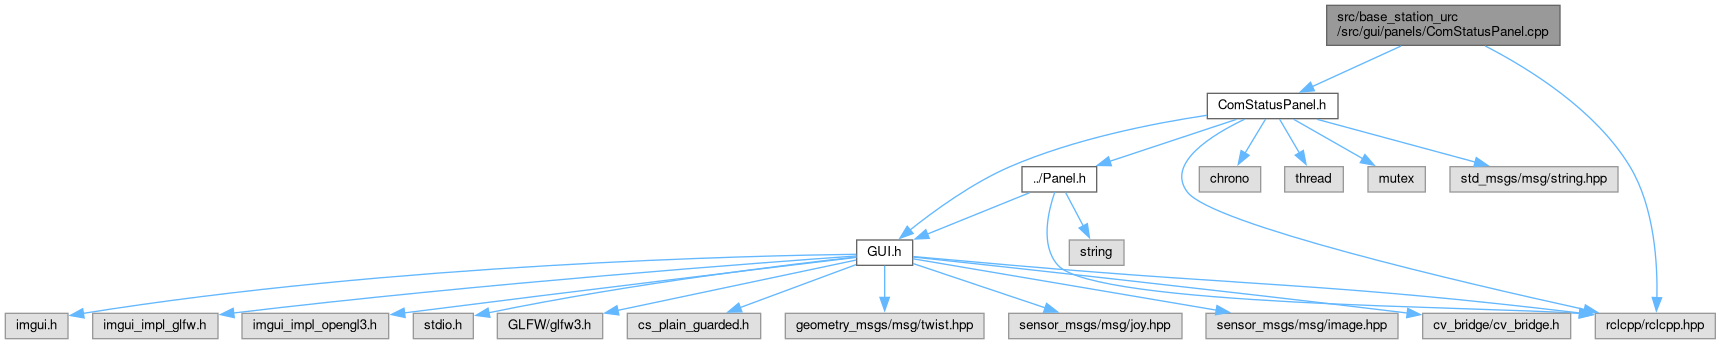 src/base_station_urc
/src/gui/panels/ComStatusPanel.cpp
ComStatusPanel.h
../Panel.h
chrono
thread
mutex
std_msgs/msg/string.hpp
GUI.h
string
imgui.h
imgui_impl_glfw.h
imgui_impl_opengl3.h
stdio.h
GLFW/glfw3.h
cs_plain_guarded.h
geometry_msgs/msg/twist.hpp
sensor_msgs/msg/joy.hpp
sensor_msgs/msg/image.hpp
cv_bridge/cv_bridge.h
rclcpp/rclcpp.hpp